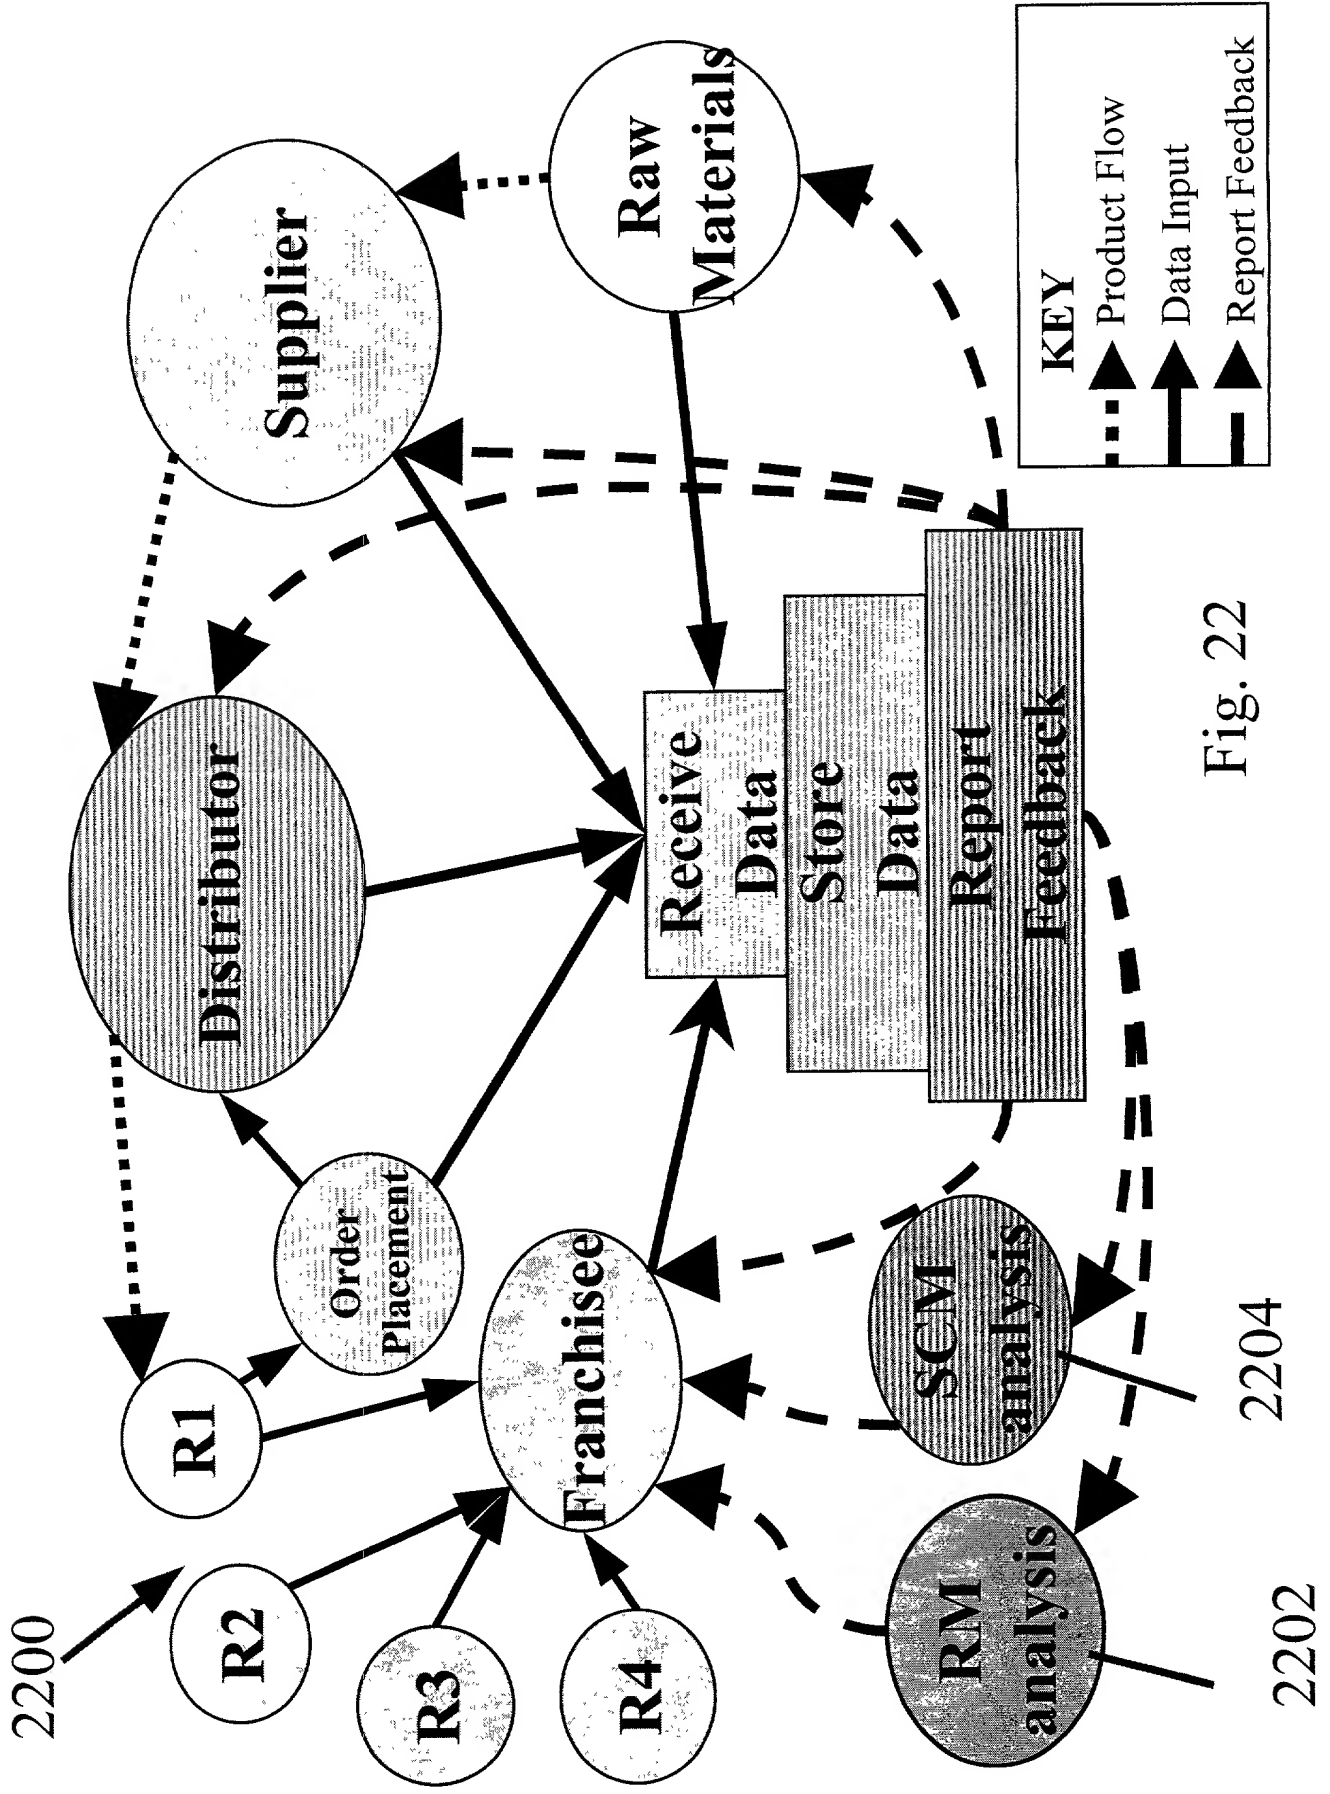 2200
R1
R2
R3
R4
Order
Placement
Distributor
Supplier
Raw
Materials
Franchisee
Receive
Data
Store
Data
Report
Feedback
RM
analysis
SCM
analysis
2202
2204
KEY
Product Flow
Data Input
Report Feedback
Fig. 22